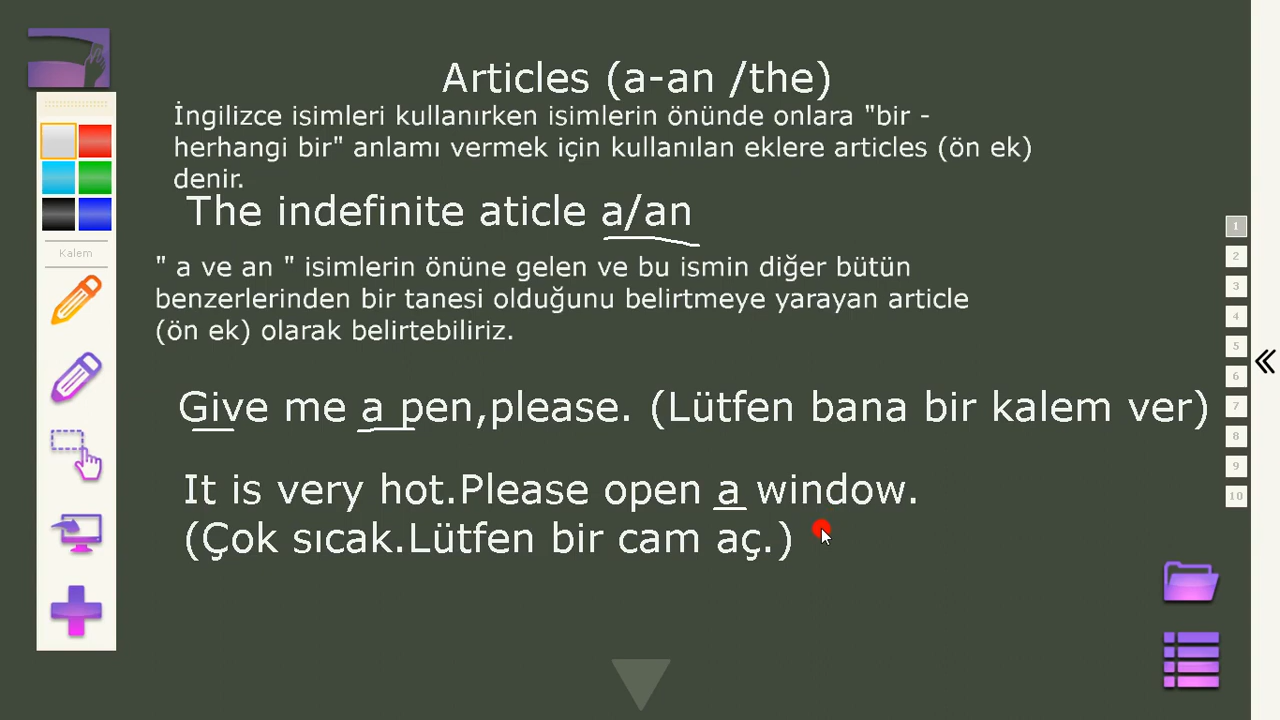 Articles (a-an /the)
İngilizce isimleri kullanırken isimlerin önünde onlara "bir -
herhangi bir" anlamı vermek için kullanılan eklere articles (ön ek)
denir.
The indefinite aticle a/an
" a ve an " isimlerin önüne gelen ve bu ismin diğer bütün
benzerlerinden bir tanesi olduğunu belirtmeye yarayan article
(ön ek) olarak belirtebiliriz.
Give me a pen,please. (Lütfen bana bir kalem ver)
It is very hot.Please open a window.
(Çok sıcak.Lütfen bir cam aç.)
Kalem
1
2
3
4
5
6
7
8
9
10